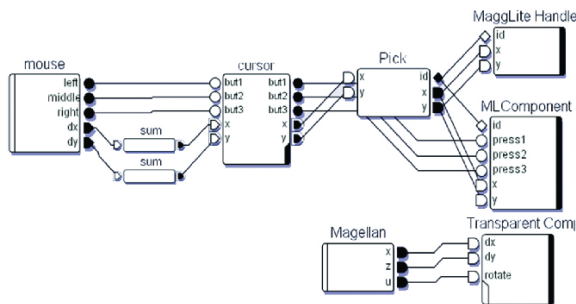 MaggLite Handle
id
x
y
mouse
left
middle
right
dx
dy
sum
sum
cursor
but1 but1
but2 but2
but3 but3
x x
y y
Pick
x id
y x
y
MLComponent
id
press1
press2
press3
x
y
Magellan
x
z
u
Transparent Comp
dx
dy
rotate